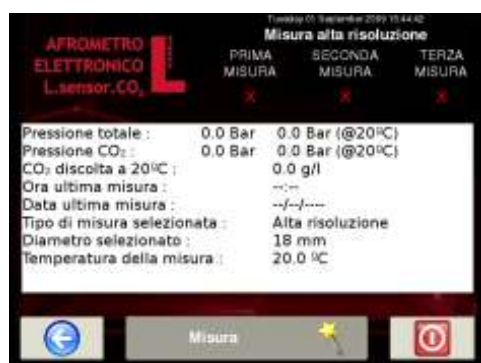 Tuesday 01 September 2009 15:44:42
Misura alta risoluzione
AFROMETRO
ELETTRONICO
L.sensor.CO₂
L
PRIMA MISURA
SECONDA MISURA
TERZA MISURA
X X X
Pressione totale : 0.0 Bar 0.0 Bar (@20ºC)
Pressione CO₂ : 0.0 Bar 0.0 Bar (@20ºC)
CO₂ discolta a 20ºC : 0.0 g/l
Ora ultima misura : --:--
Data ultima misura : --/--/----
Tipo di misura selezionata : Alta risoluzione
Diametro selezionato : 18 mm
Temperatura della misura : 20,0 ºC
Misura